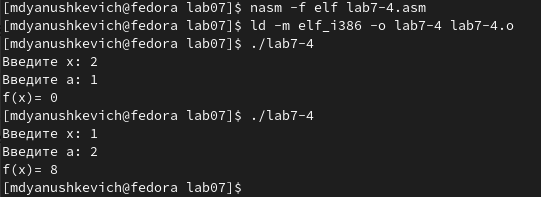 [mdyanushkevich@fedora lab07]$ nasm -f elf lab7-4.asm
[mdyanushkevich@fedora lab07]$ ld -m elf_i386 -o lab7-4 lab7-4.o
[mdyanushkevich@fedora lab07]$ ./lab7-4
Введите x: 2
Введите a: 1
f(x)= 0
[mdyanushkevich@fedora lab07]$ ./lab7-4
Введите x: 1
Введите a: 2
f(x)= 8
[mdyanushkevich@fedora lab07]$